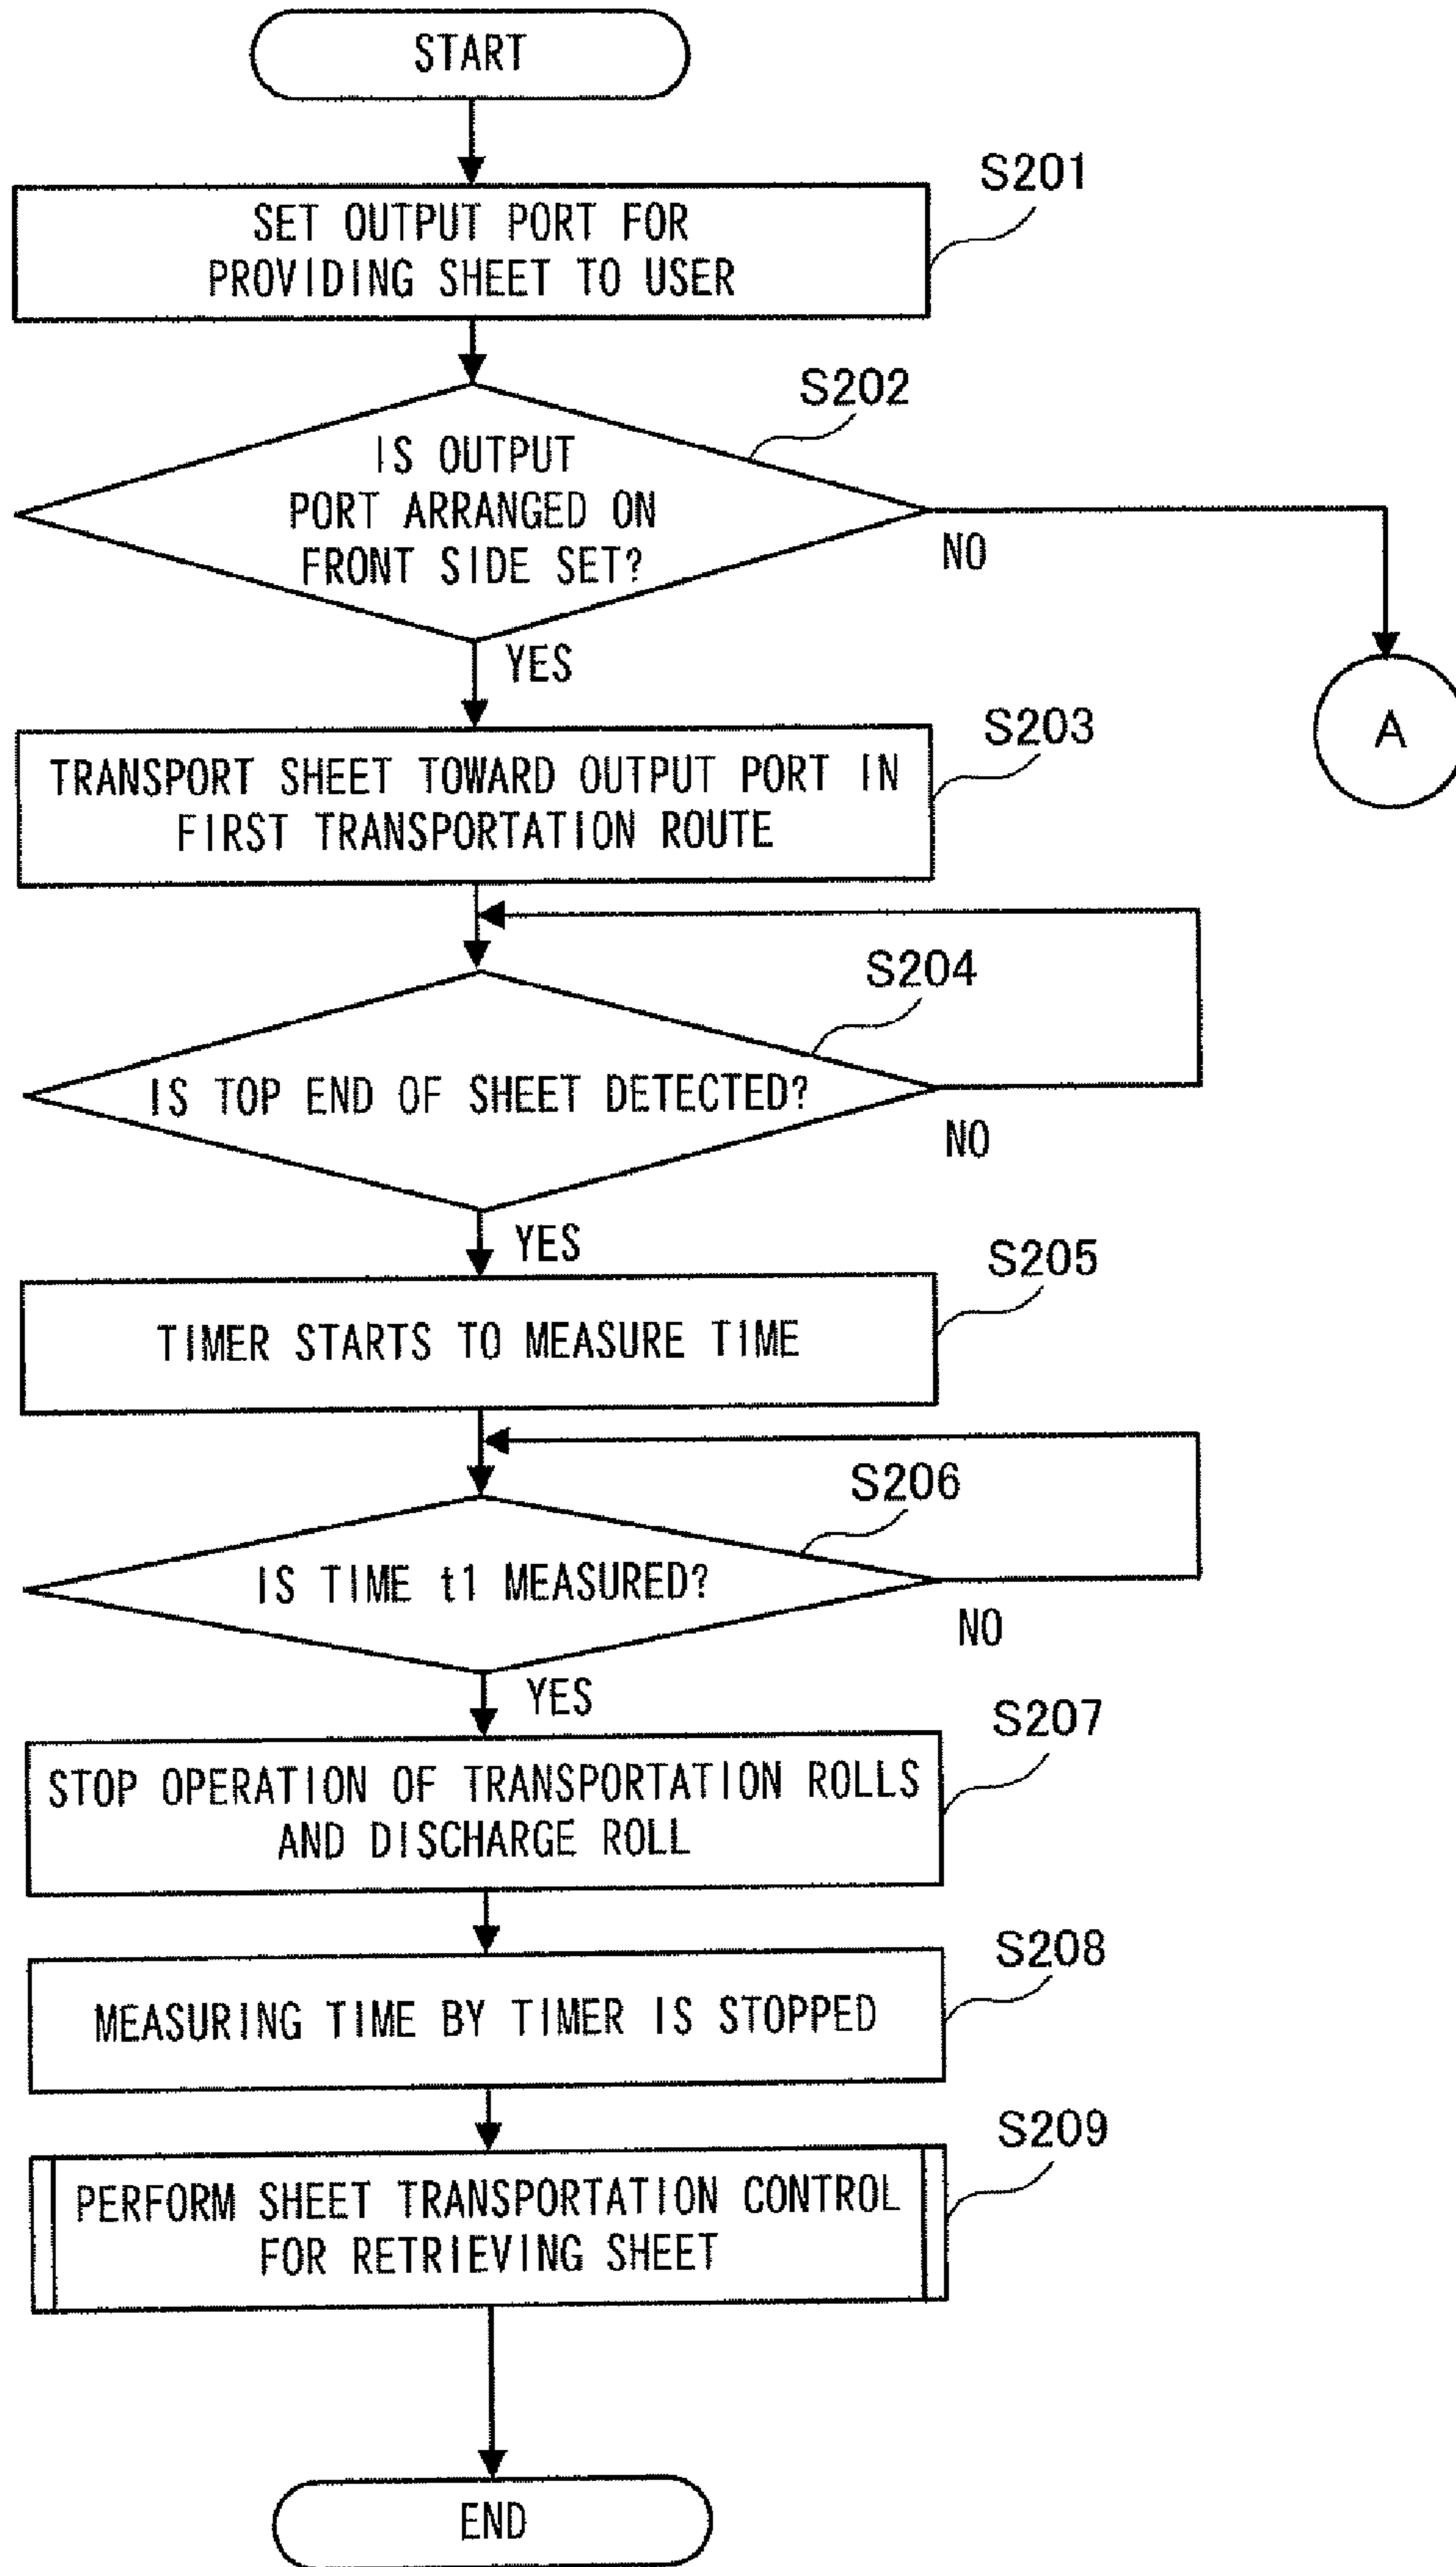 START
S201
SET OUTPUT PORT FOR
PROVIDING SHEET TO USER
S202
IS OUTPUT
PORT ARRANGED ON
FRONT SIDE SET?
NO
YES
A
S203
TRANSPORT SHEET TOWARD OUTPUT PORT IN
FIRST TRANSPORTATION ROUTE
S204
IS TOP END OF SHEET DETECTED?
NO
YES
S205
TIMER STARTS TO MEASURE TIME
S206
IS TIME t1 MEASURED?
NO
YES
S207
STOP OPERATION OF TRANSPORTATION ROLLS
AND DISCHARGE ROLL
S208
MEASURING TIME BY TIMER IS STOPPED
S209
PERFORM SHEET TRANSPORTATION CONTROL
FOR RETRIEVING SHEET
END